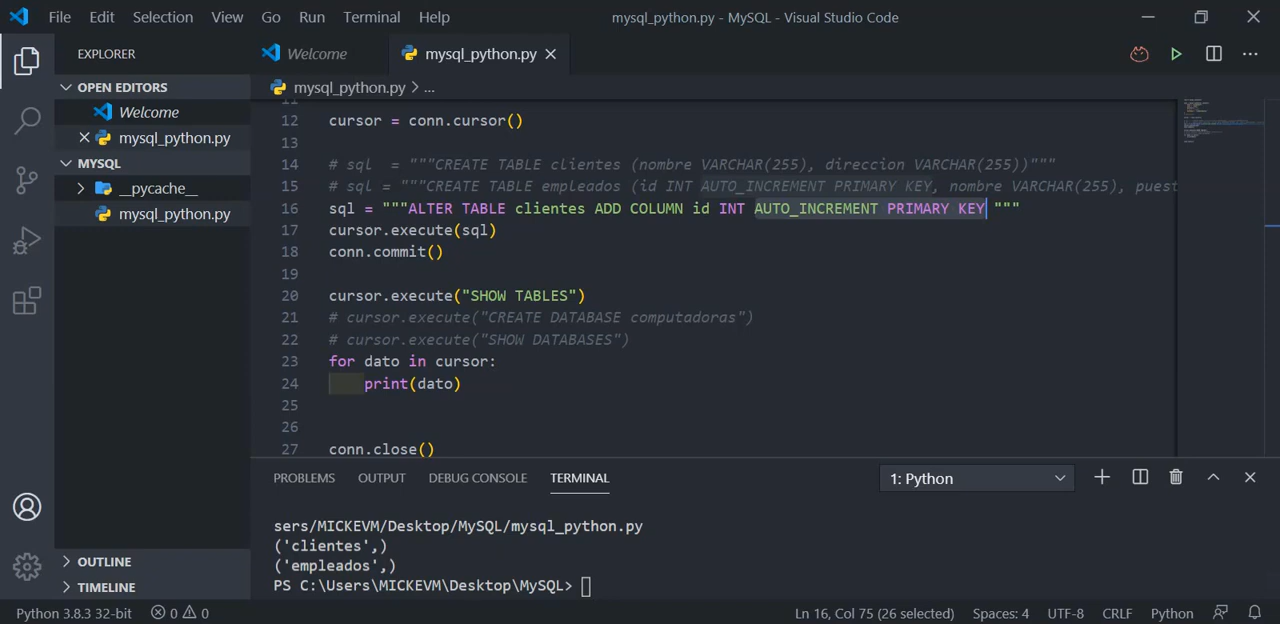 File Edit Selection View Go Run Terminal Help mysql_python.py - MySQL - Visual Studio Code
EXPLORER
OPEN EDITORS
Welcome
mysql_python.py
MYSQL
__pycache__
mysql_python.py
OUTLINE
TIMELINE
Welcome mysql_python.py
mysql_python.py > ...
11
12 cursor = conn.cursor()
13
14 # sql  = """CREATE TABLE clientes (nombre VARCHAR(255), direccion VARCHAR(255))"""
15 # sql = """CREATE TABLE empleados (id INT AUTO_INCREMENT PRIMARY KEY, nombre VARCHAR(255), puest
16 sql = """ALTER TABLE clientes ADD COLUMN id INT AUTO_INCREMENT PRIMARY KEY """
17 cursor.execute(sql)
18 conn.commit()
19
20 cursor.execute("SHOW TABLES")
21 # cursor.execute("CREATE DATABASE computadoras")
22 # cursor.execute("SHOW DATABASES")
23 for dato in cursor:
24     print(dato)
25
26
27 conn.close()
PROBLEMS OUTPUT DEBUG CONSOLE TERMINAL 1: Python
sers/MICKEVM/Desktop/MySQL/mysql_python.py
('clientes',)
('empleados',)
PS C:\Users\MICKEVM\Desktop\MySQL>
Python 3.8.3 32-bit 0 0 Ln 16, Col 75 (26 selected) Spaces: 4 UTF-8 CRLF Python